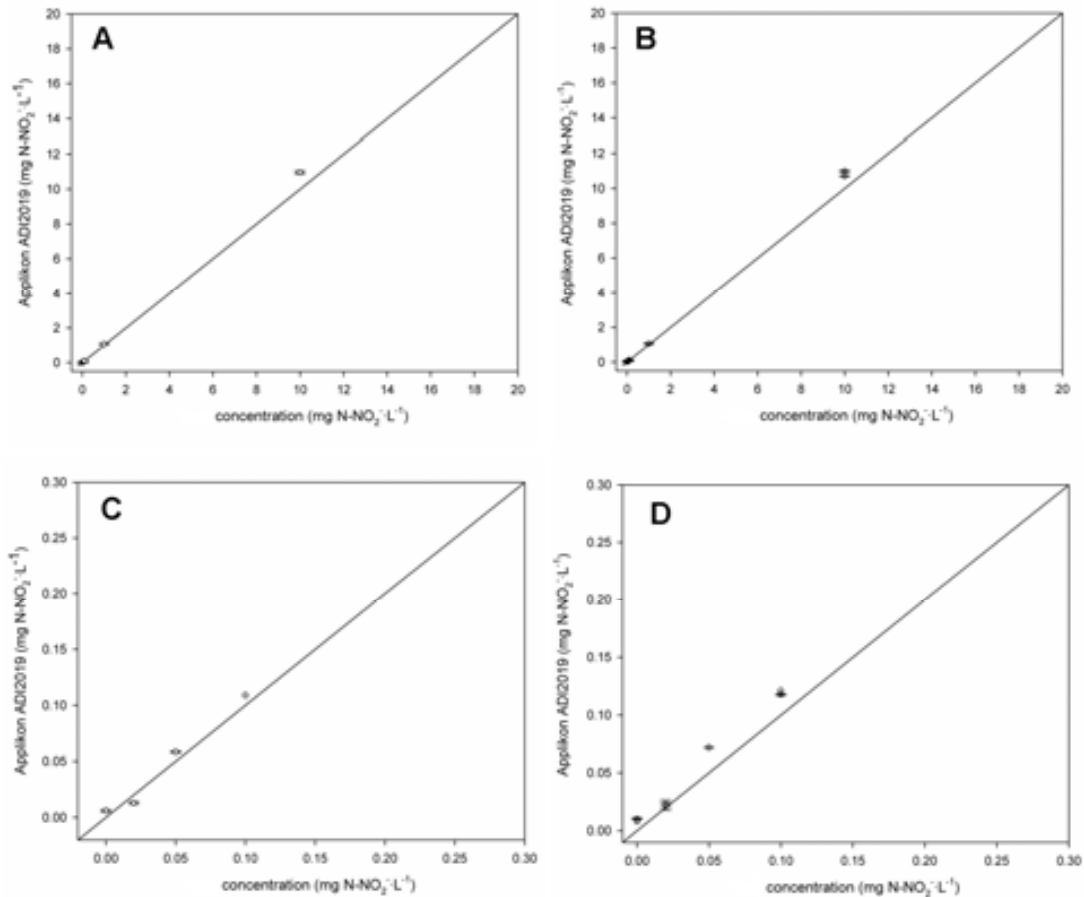 A
Applikon ADI2019 (mg N-NO₂⁻·L⁻¹)
20
18
16
14
12
10
8
6
4
2
0
0 2 4 6 8 10 12 14 16 18 20
concentration (mg N-NO₂⁻·L⁻¹)
B
Applikon ADI2019 (mg N-NO₂⁻·L⁻¹)
20
18
16
14
12
10
8
6
4
2
0
0 2 4 6 8 10 12 14 16 18 20
concentration (mg N-NO₂⁻·L⁻¹)
C
Applikon ADI2019 (mg N-NO₂⁻·L⁻¹)
0.30
0.25
0.20
0.15
0.10
0.05
0.00
0.00 0.05 0.10 0.15 0.20 0.25 0.30
concentration (mg N-NO₂⁻·L⁻¹)
D
Applikon ADI2019 (mg N-NO₂⁻·L⁻¹)
0.30
0.25
0.20
0.15
0.10
0.05
0.00
0.00 0.05 0.10 0.15 0.20 0.25 0.30
concentration (mg N-NO₂⁻·L⁻¹)